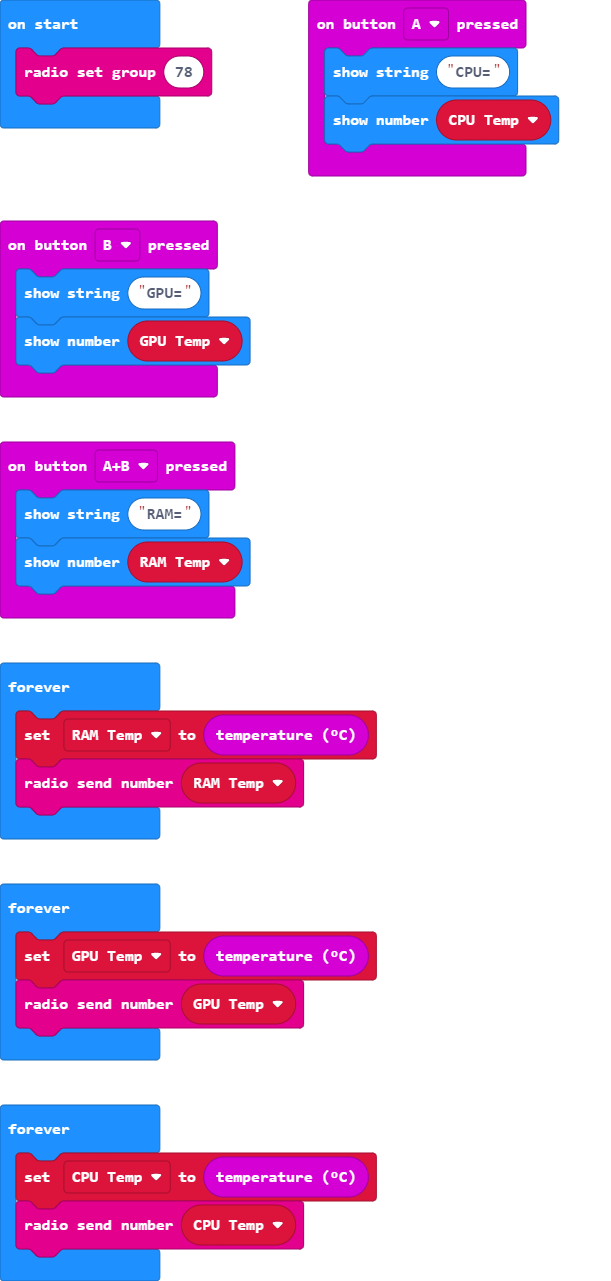 on start
radio set group 78
on button A pressed
show string "CPU="
show number CPU Temp
on button B pressed
show string "GPU="
show number GPU Temp
on button A+B pressed
show string "RAM="
show number RAM Temp
forever
set RAM Temp to temperature (ºC)
radio send number RAM Temp
forever
set GPU Temp to temperature (ºC)
radio send number GPU Temp
forever
set CPU Temp to temperature (ºC)
radio send number CPU Temp